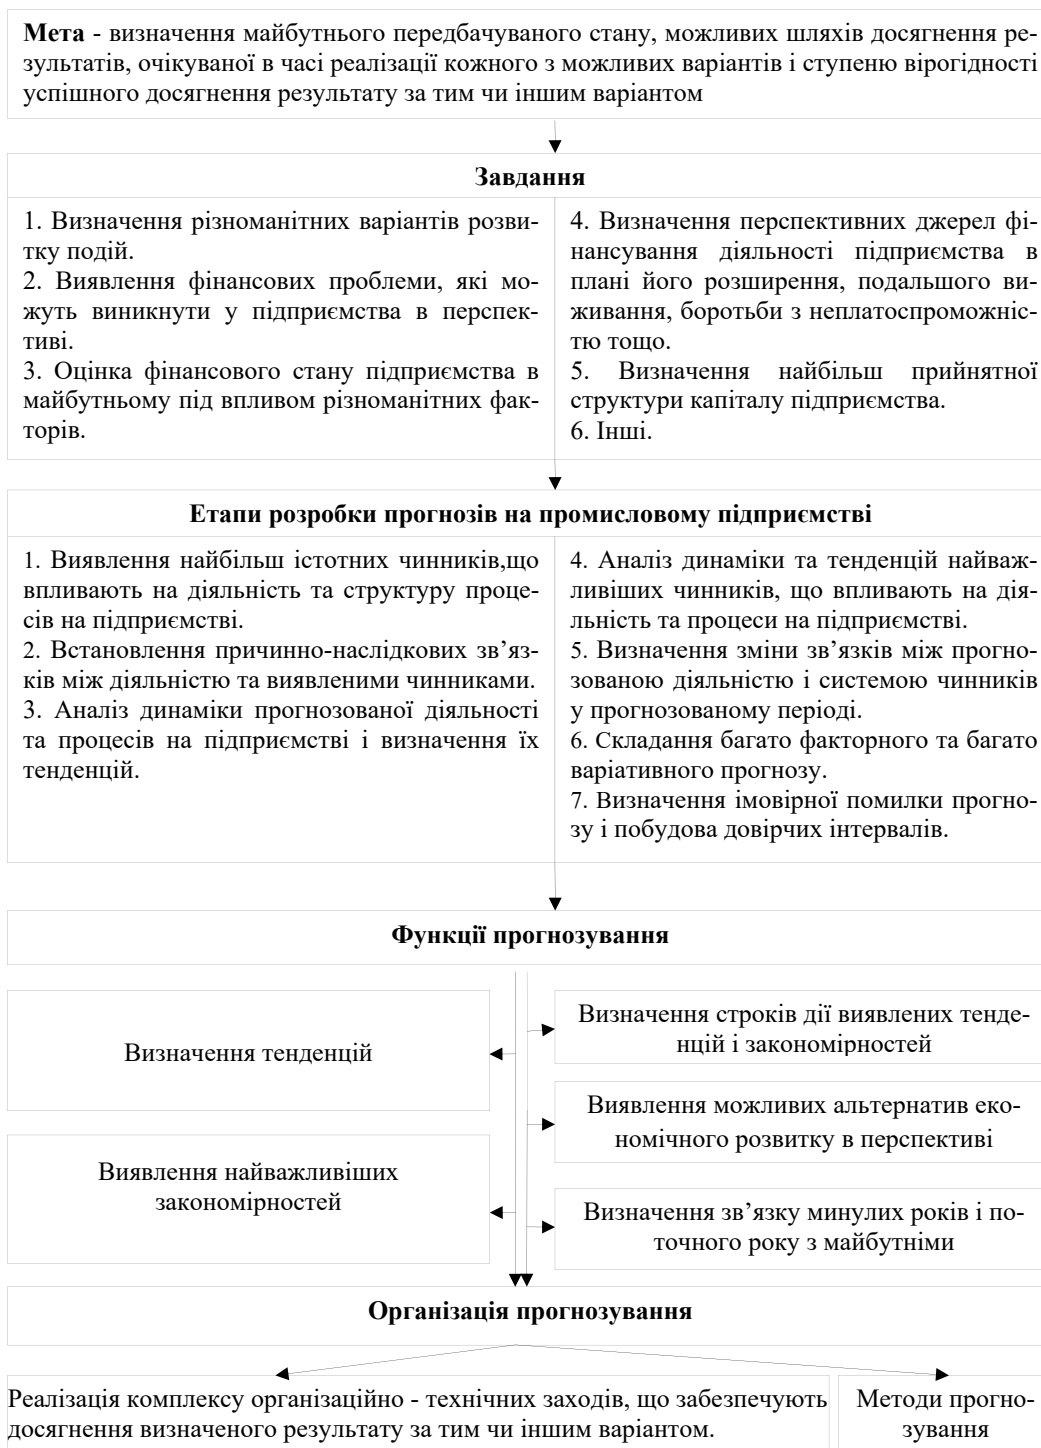 Мета - визначення майбутнього передбачуваного стану, можливих шляхів досягнення ре-
зультатів, очікуваної в часі реалізації кожного з можливих варіантів і ступеню вірогідності
успішного досягнення результату за тим чи іншим варіантом
Завдання
1. Визначення різноманітних варіантів розви-
тку подій.
2. Виявлення фінансових проблеми, які мо-
жуть виникнути у підприємства в перспек-
тиві.
3. Оцінка фінансового стану підприємства в
майбутньому під впливом різноманітних фак-
торів.
4. Визначення перспективних джерел фі-
нансування діяльності підприємства в
плані його розширення, подальшого ви-
живання, боротьби з неплатоспроможніс-
тю тощо.
5. Визначення найбільш прийнятної
структури капіталу підприємства.
6. Інші.
Етапи розробки прогнозів на промисловому підприємстві
1. Виявлення найбільш істотних чинників,що
впливають на діяльність та структуру проце-
сів на підприємстві.
2. Встановлення причинно-наслідкових зв’яз-
ків між діяльністю та виявленими чинниками.
3. Аналіз динаміки прогнозованої діяльності
та процесів на підприємстві і визначення їх
тенденцій.
4. Аналіз динаміки та тенденцій найваж-
ливіших чинників, що впливають на дія-
льність та процеси на підприємстві.
5. Визначення зміни зв’язків між прогно-
зованою діяльністю і системою чинників
у прогнозованому періоді.
6. Складання багато факторного та багато
варіативного прогнозу.
7. Визначення імовірної помилки прогно-
зу і побудова довірчих інтервалів.
Функції прогнозування
Визначення тенденцій
Виявлення найважливіших
закономірностей
Визначення строків дії виявлених тенде-
нцій і закономірностей
Виявлення можливих альтернатив еко-
номічного розвитку в перспективі
Визначення зв’язку минулих років і по-
точного року з майбутніми
Організація прогнозування
Реалізація комплексу організаційно - технічних заходів, що забезпечують
досягнення визначеного результату за тим чи іншим варіантом.
Методи прогно-
зування